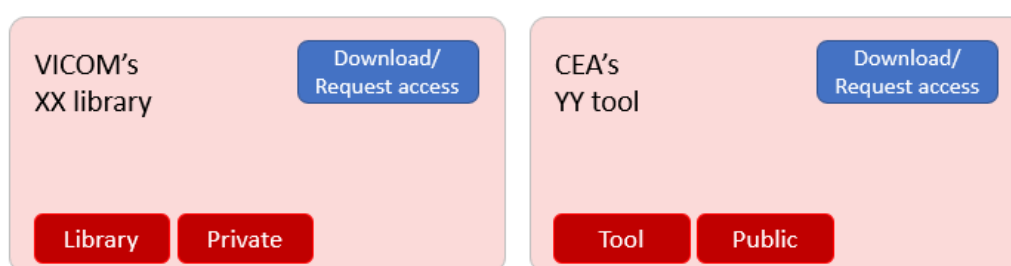 VICOM's
XX library
Download/
Request access
Library
Private
CEA's
YY tool
Download/
Request access
Tool
Public